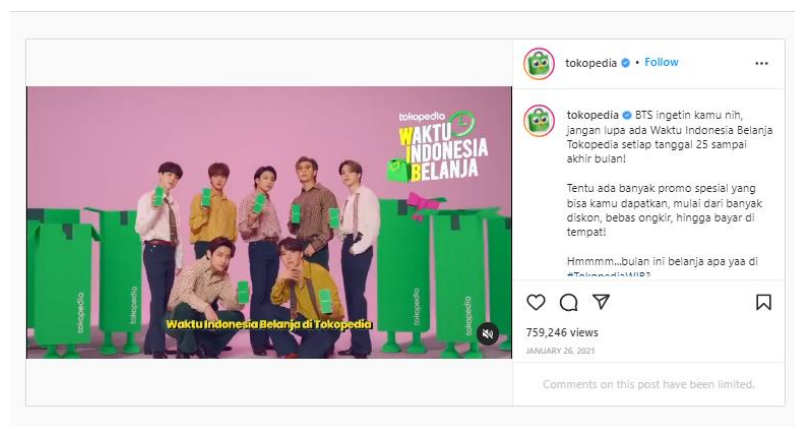 tokopedia • Follow
tokopedia BTS ingetin kamu nih,
jangan lupa ada Waktu Indonesia Belanja
Tokopedia setiap tanggal 25 sampai
akhir bulan!
Tentu ada banyak promo spesial yang
bisa kamu dapatkan, mulai dari banyak
diskon, bebas ongkir, hingga bayar di
tempat!
Hmmmm...bulan ini belanja apa yaa di
#TokopediaWIB?
759,246 views
JANUARY 26, 2021
Comments on this post have been limited.
tokopedia
WAKTU
INDONESIA
BELANJA
tokopedia
tokopedia
tokopedia
tokopedia
Waktu Indonesia Belanja di Tokopedia